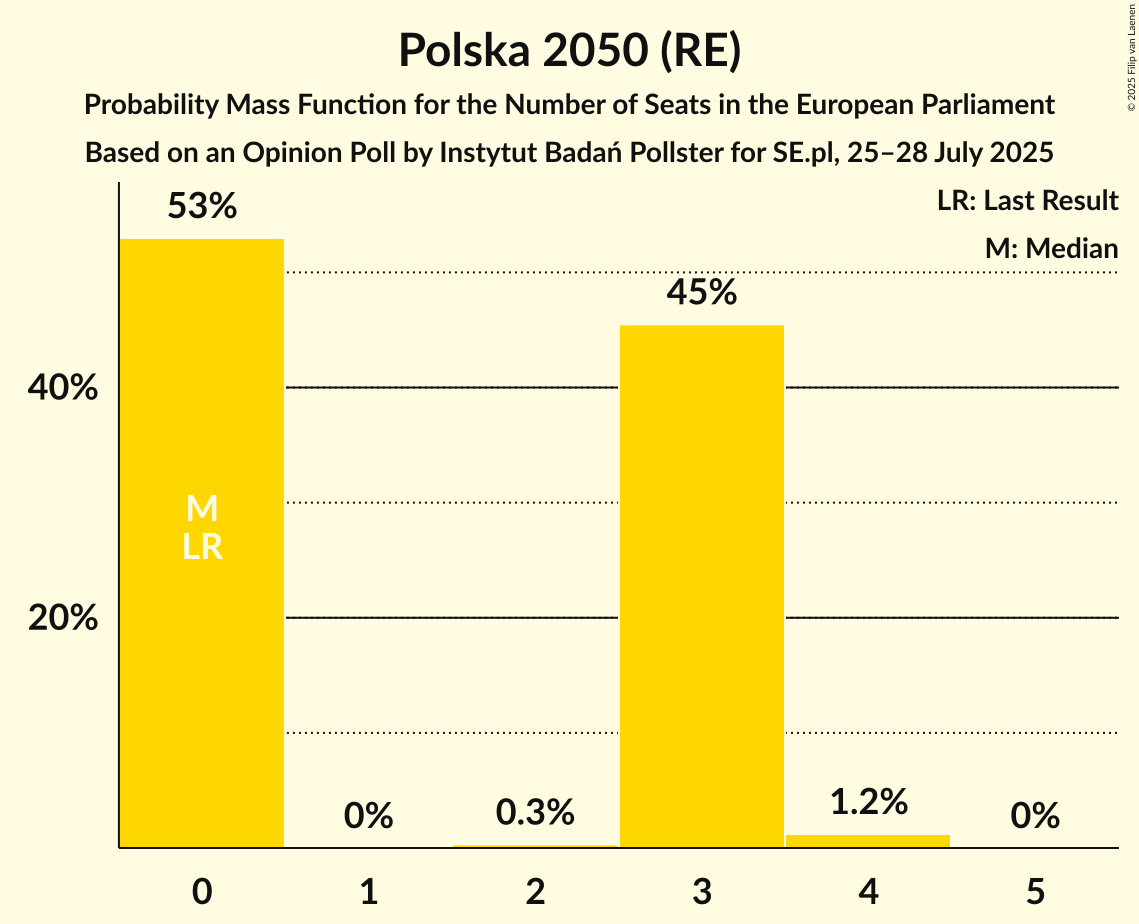 Polska 2050 (RE)
Probability Mass Function for the Number of Seats in the European Parliament
Based on an Opinion Poll by Instytut Badań Pollster for SE.pl, 25–28 July 2025
© 2025 Filip van Laenen
LR: Last Result
M: Median
53%
45%
40%
M
LR
20%
0%
0.3%
1.2%
0%
0 1 2 3 4 5